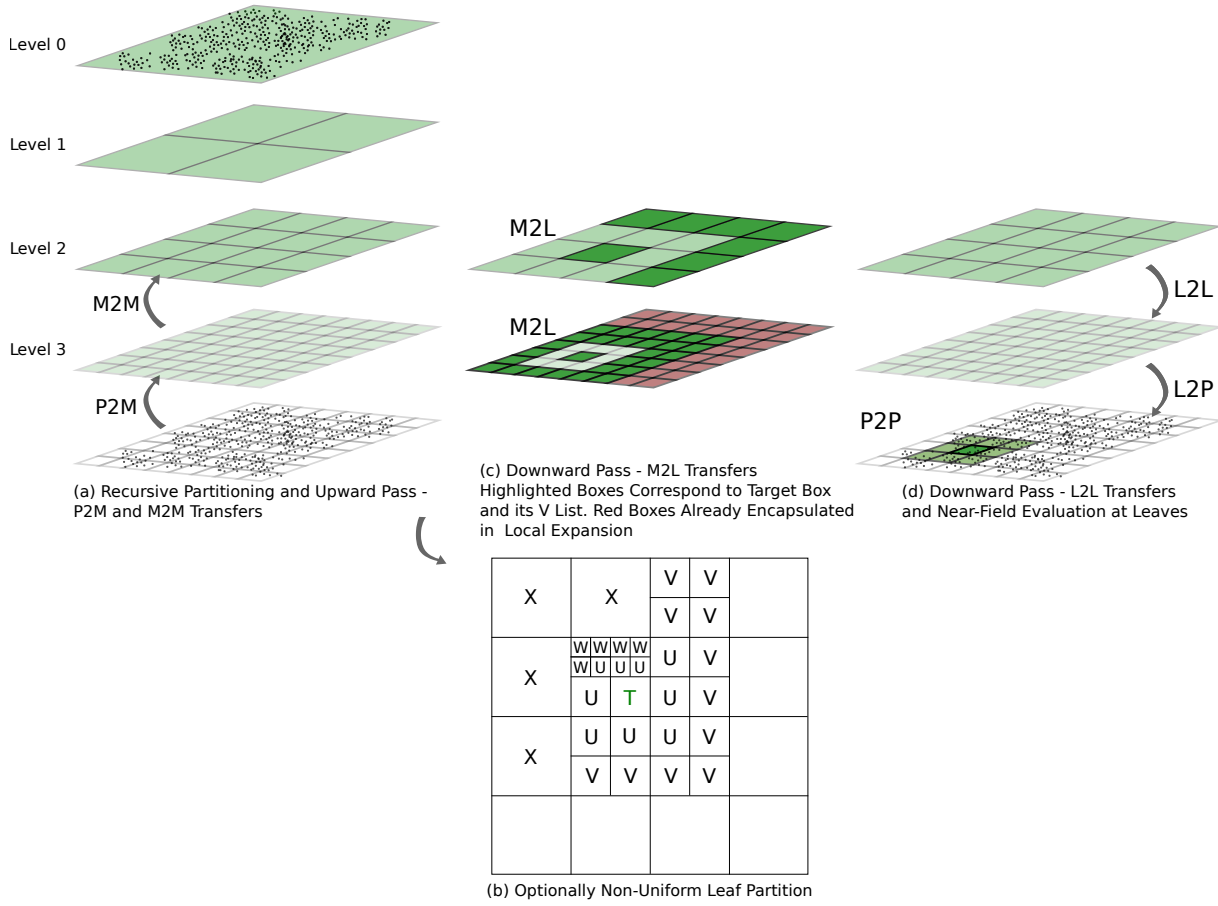 Level 0
Level 1
Level 2
M2M
Level 3
P2M
(a) Recursive Partitioning and Upward Pass -
P2M and M2M Transfers
M2L
M2L
(c) Downward Pass - M2L Transfers
Highlighted Boxes Correspond to Target Box
and its V List. Red Boxes Already Encapsulated
in Local Expansion
L2L
L2P
P2P
(d) Downward Pass - L2L Transfers
and Near-Field Evaluation at Leaves
X X V V
V V
W W W W U V
X W U U U
U T U V
X U U U V
V V V V
(b) Optionally Non-Uniform Leaf Partition